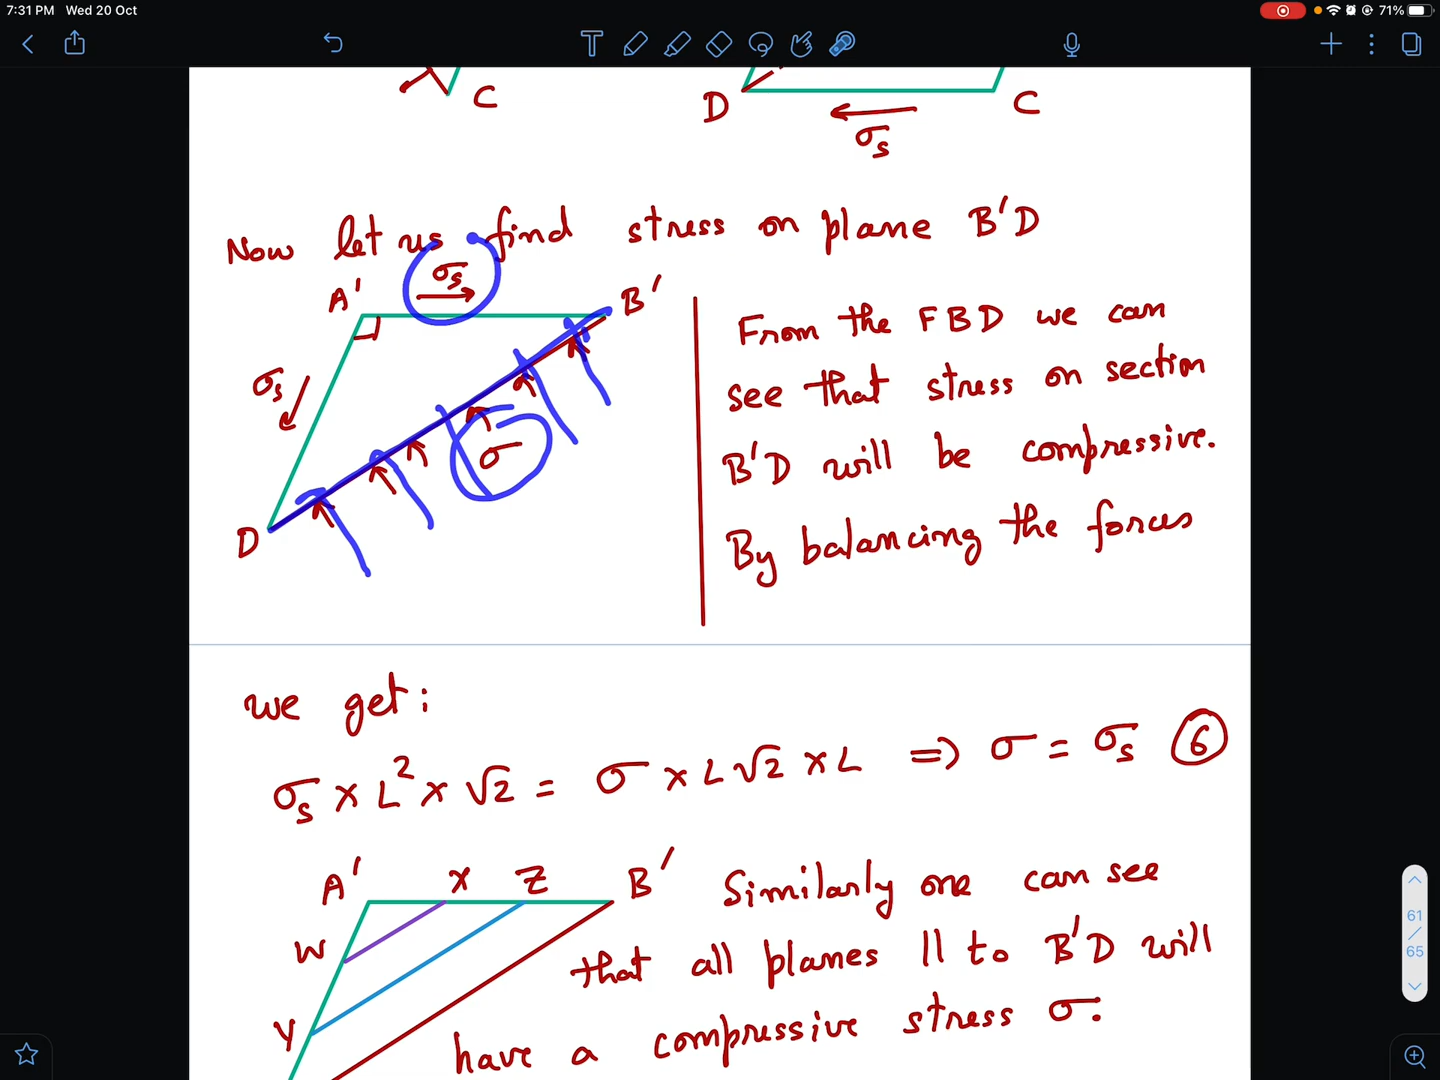 7:31 PM Wed 20 Oct
71%
C
D
C
σs
Now let us find stress on plane B'D
σs
A'
B'
σs
σ
D
From the FBD we can
see that stress on section
B'D will be compressive.
By balancing the forces
we get:
σs × L² × √2 = σ × L√2 × L => σ = σs ⑥
A' X Z B'
W
Y
Similarly one can see
that all planes || to B'D will
have a compressive stress σ.
61
/
65